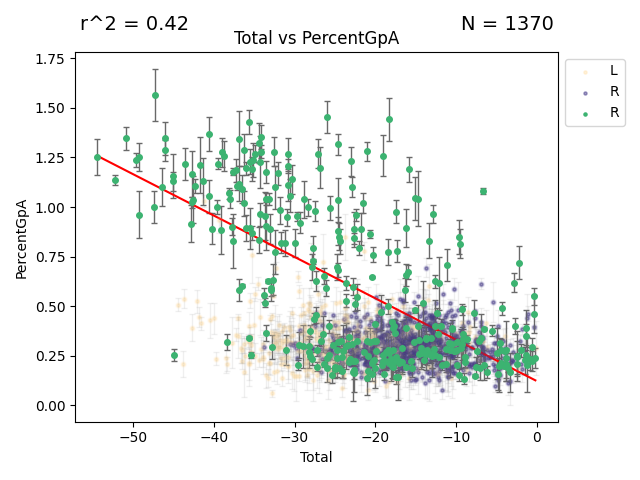 r^2 = 0.42 N = 1370
Total vs PercentGpA
1.75
1.50
1.25
1.00
0.75
0.50
0.25
0.00
PercentGpA
−50 −40 −30 −20 −10 0
Total
L
R
R